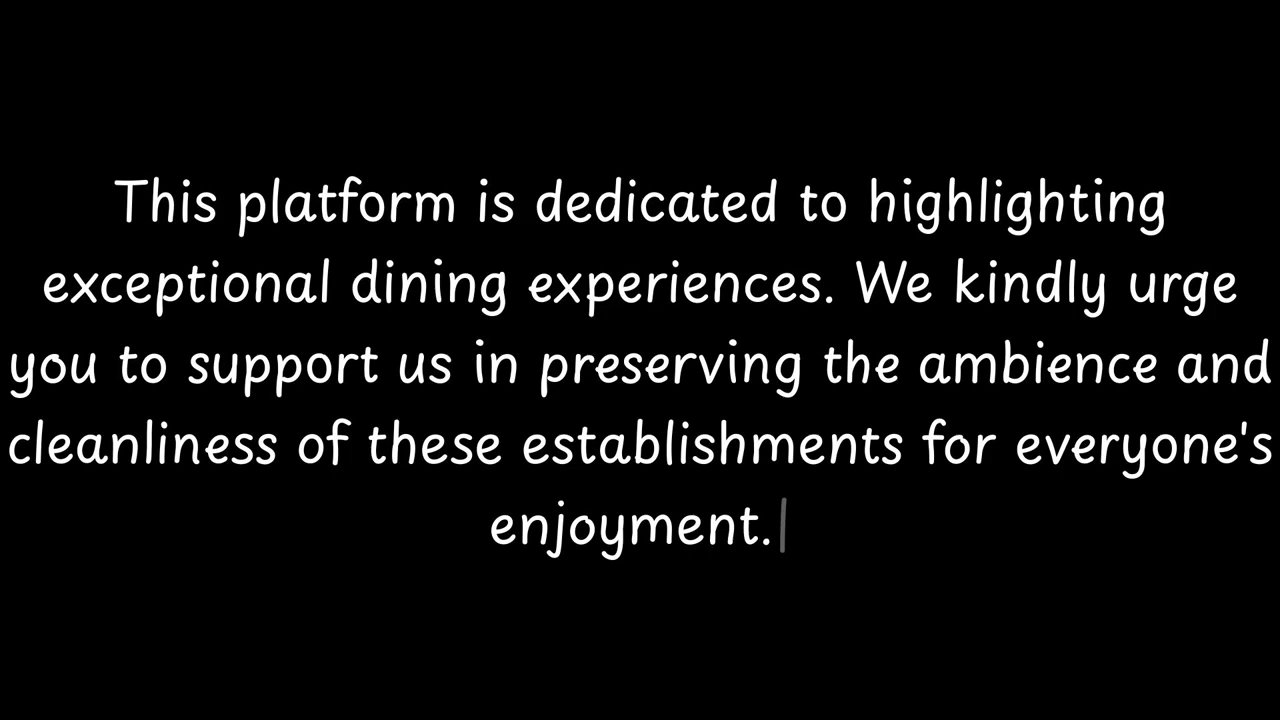 This platform is dedicated to highlighting
exceptional dining experiences. We kindly urge
you to support us in preserving the ambience and
cleanliness of these establishments for everyone's
enjoyment.